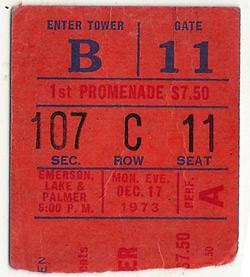 ENTER TOWER GATE
B 11
1st PROMENADE $7.50
107 C 11
SEC. ROW SEAT
EMERSON, MON. EVE.
LAKE & DEC. 17
PALMER 1973
8:00 P.M.
PERF. A
$7.50